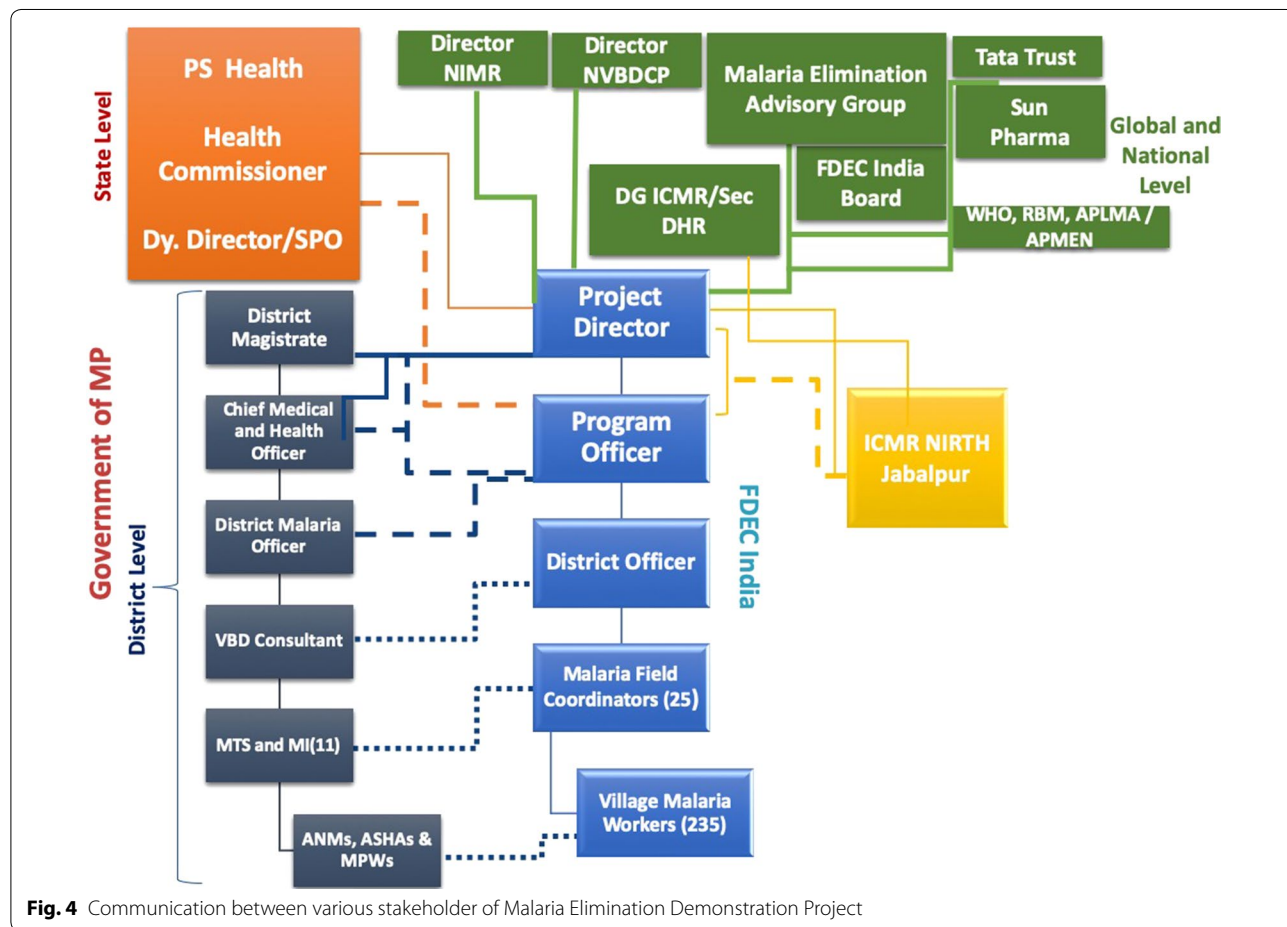 PS Health
Health
Commissioner
Dy. Director/SPO
State Level
Director
NIMR
Director
NVBDCP
Malaria Elimination
Advisory Group
Tata Trust
Sun
Pharma
Global and
National
Level
FDEC India
Board
DG ICMR/Sec
DHR
WHO, RBM, APLMA /
APMEN
Government of MP
District Level
District
Magistrate
Chief Medical
and Health
Officer
District Malaria
Officer
VBD Consultant
MTS and MI(11)
ANMs, ASHAs &
MPWs
Project
Director
Program
Officer
District Officer
Malaria Field
Coordinators (25)
Village Malaria
Workers (235)
FDEC India
ICMR NIRTH
Jabalpur
Fig. 4 Communication between various stakeholder of Malaria Elimination Demonstration Project